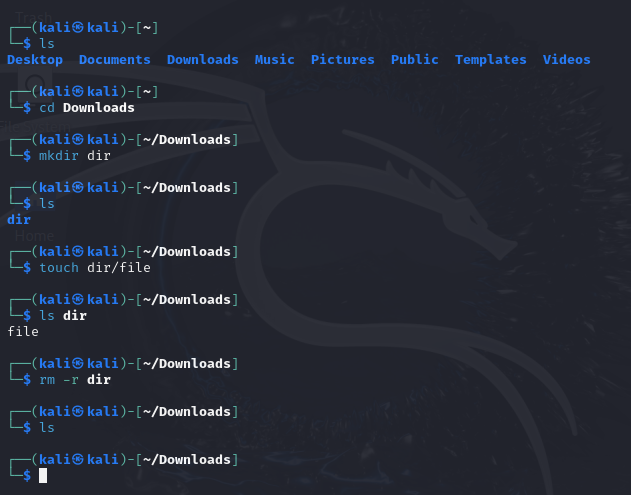 Trash
┌──(kali㉿kali)-[~]
└─$ ls
Desktop  Documents  Downloads  Music  Pictures  Public  Templates  Videos
┌──(kali㉿kali)-[~]
└─$ cd Downloads
┌──(kali㉿kali)-[~/Downloads]
└─$ mkdir dir
┌──(kali㉿kali)-[~/Downloads]
└─$ ls
dir
Home
┌──(kali㉿kali)-[~/Downloads]
└─$ touch dir/file
┌──(kali㉿kali)-[~/Downloads]
└─$ ls dir
file
┌──(kali㉿kali)-[~/Downloads]
└─$ rm -r dir
┌──(kali㉿kali)-[~/Downloads]
└─$ ls
┌──(kali㉿kali)-[~/Downloads]
└─$